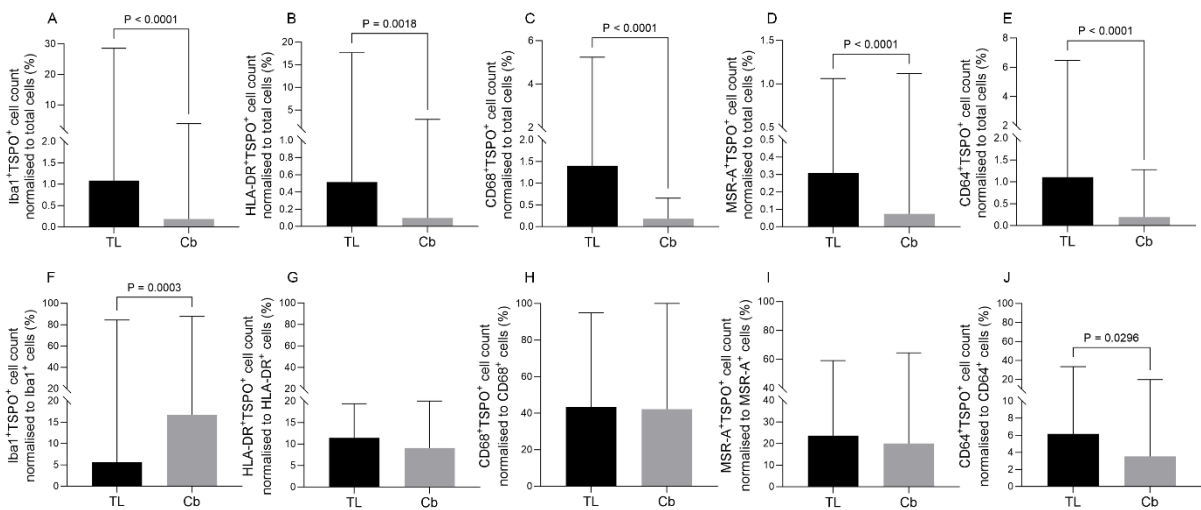 A
P < 0.0001
Iba1⁺TSPO⁺ cell count
normalised to total cells (%)
30
20
10
2.0
1.5
1.0
0.5
0.0
TL
Cb
B
P = 0.0018
HLA-DR⁺TSPO⁺ cell count
normalised to total cells (%)
20
15
10
5
1.0
0.8
0.6
0.4
0.2
0.0
TL
Cb
C
P < 0.0001
CD68⁺TSPO⁺ cell count
normalised to total cells (%)
6
4
2
2.0
1.5
1.0
0.5
0.0
TL
Cb
D
P < 0.0001
MSR-A⁺TSPO⁺ cell count
normalised to total cells (%)
1.5
1.0
0.5
0.4
0.3
0.2
0.1
0.0
TL
Cb
E
P < 0.0001
CD64⁺TSPO⁺ cell count
normalised to total cells (%)
8
6
4
2
2.0
1.5
1.0
0.5
0.0
TL
Cb
F
P = 0.0003
Iba1⁺TSPO⁺ cell count
normalised to Iba1⁺ cells (%)
100
80
60
40
20
20
15
10
5
0
TL
Cb
G
HLA-DR⁺TSPO⁺ cell count
normalised to HLA-DR⁺ cells (%)
100
80
60
40
20
20
15
10
5
0
TL
Cb
H
CD68⁺TSPO⁺ cell count
normalised to CD68⁺ cells (%)
100
80
60
40
20
0
TL
Cb
I
MSR-A⁺TSPO⁺ cell count
normalised to MSR-A⁺ cells (%)
100
80
60
40
40
30
20
10
0
TL
Cb
J
P = 0.0296
CD64⁺TSPO⁺ cell count
normalised to CD64⁺ cells (%)
100
80
60
40
20
10
8
6
4
2
0
TL
Cb